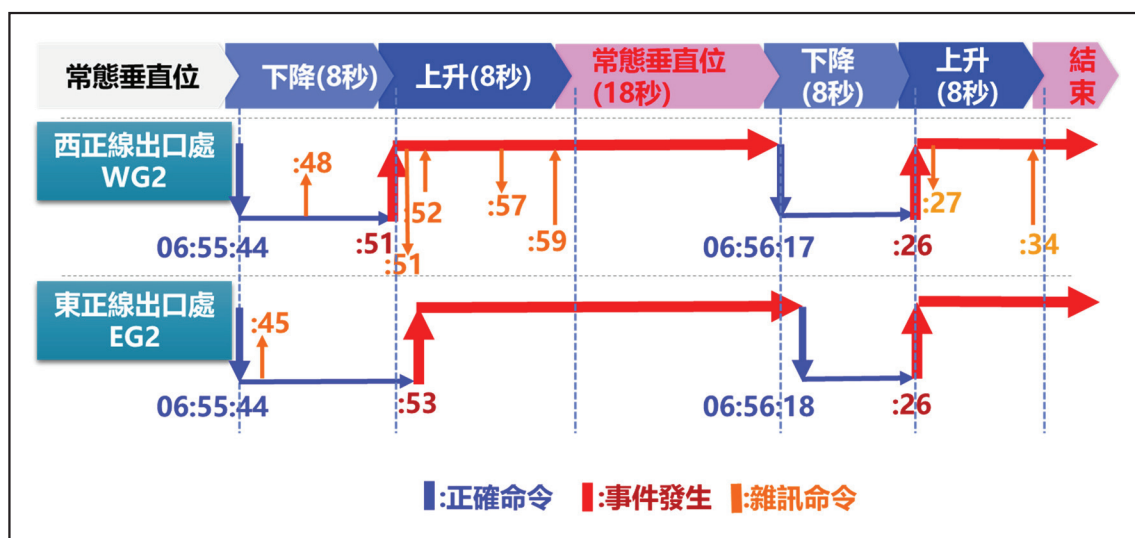 常態垂直位
下降(8秒)
上升(8秒)
常態垂直位
(18秒)
下降
(8秒)
上升
(8秒)
結
束
西正線出口處
WG2
:48
:52
:57
:27
06:55:44
:51
:51
:59
06:56:17
:26
:34
東正線出口處
EG2
:45
06:55:44
:53
06:56:18
:26
:正確命令
:事件發生
:雜訊命令